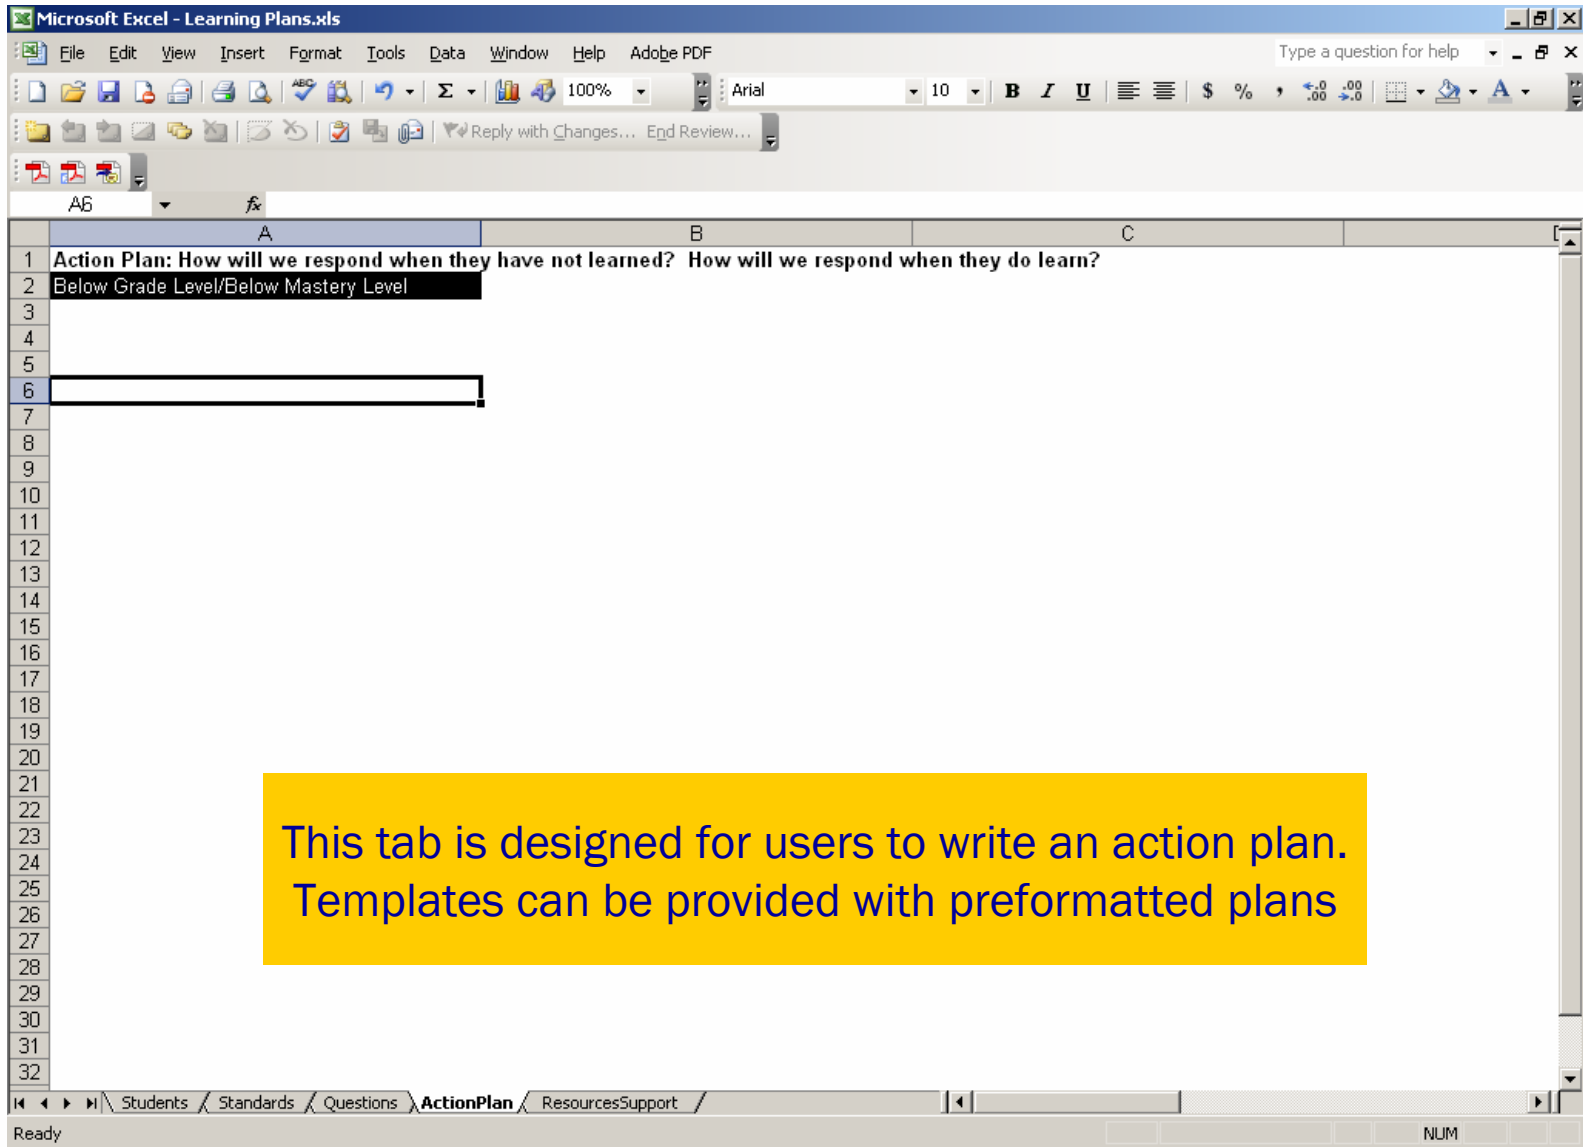 Microsoft Excel - Learning Plans.xls
File Edit View Insert Format Tools Data Window Help Adobe PDF Type a question for help
100% Arial 10 B I U $ % ,
Reply with Changes... End Review...
A6 fx
A B C
1 Action Plan: How will we respond when they have not learned? How will we respond when they do learn?
2 Below Grade Level/Below Mastery Level
3
4
5
6
7
8
9
10
11
12
13
14
15
16
17
18
19
20
21
22
23
24
25
26
27
28
29
30
31
32
This tab is designed for users to write an action plan.
Templates can be provided with preformatted plans
Students Standards Questions ActionPlan ResourcesSupport
Ready NUM